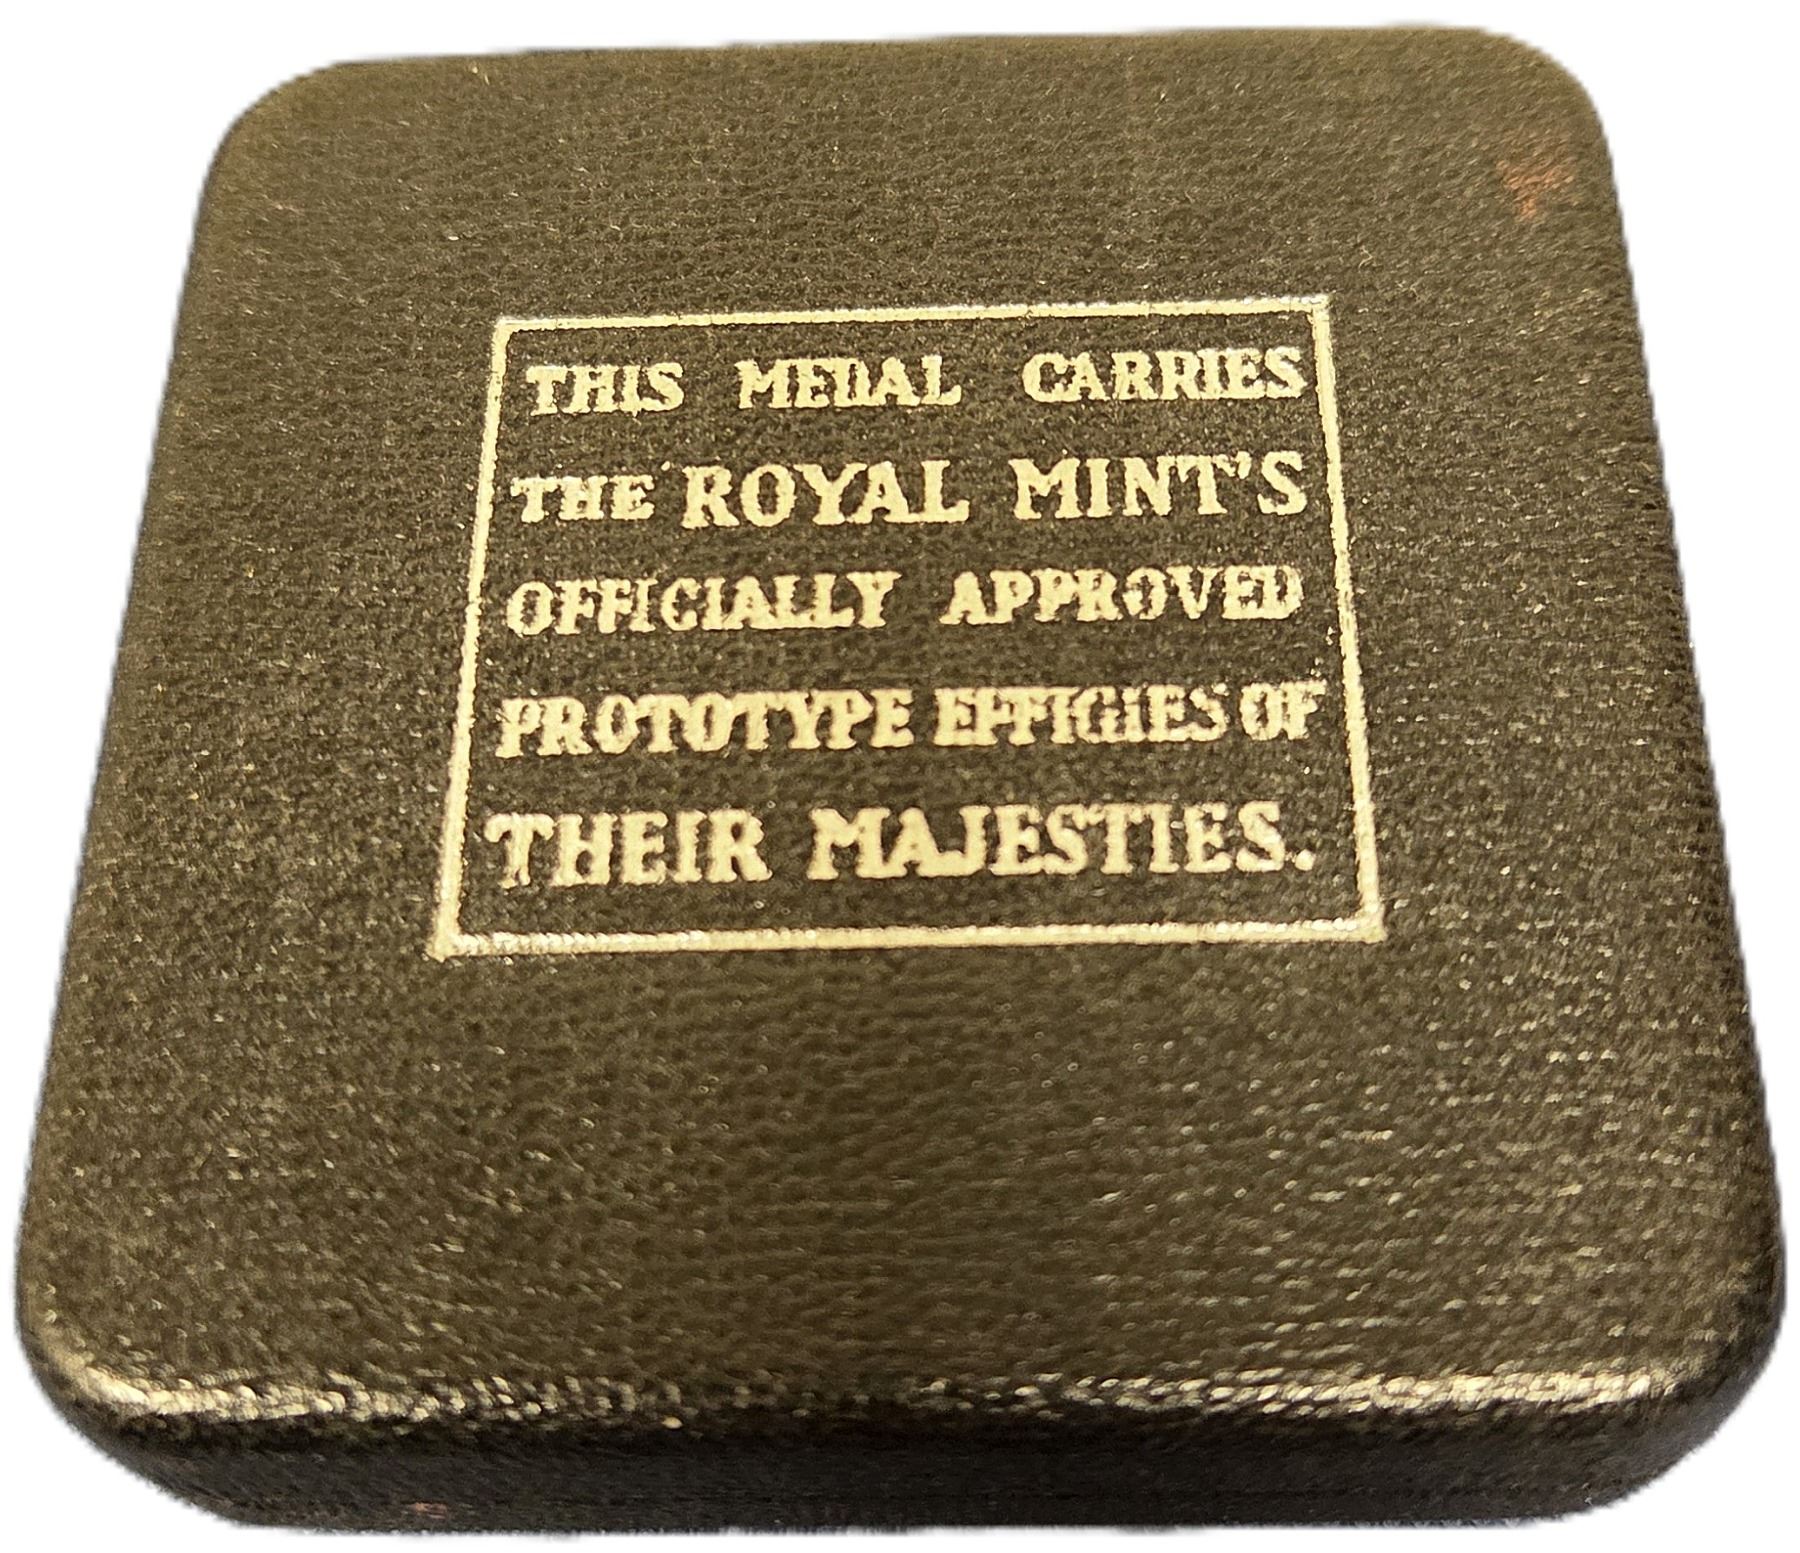 THIS MEDAL CARRIES
THE ROYAL MINT'S
OFFICIALLY APPROVED
PROTOTYPE EFFIGIES OF
THEIR MAJESTIES.